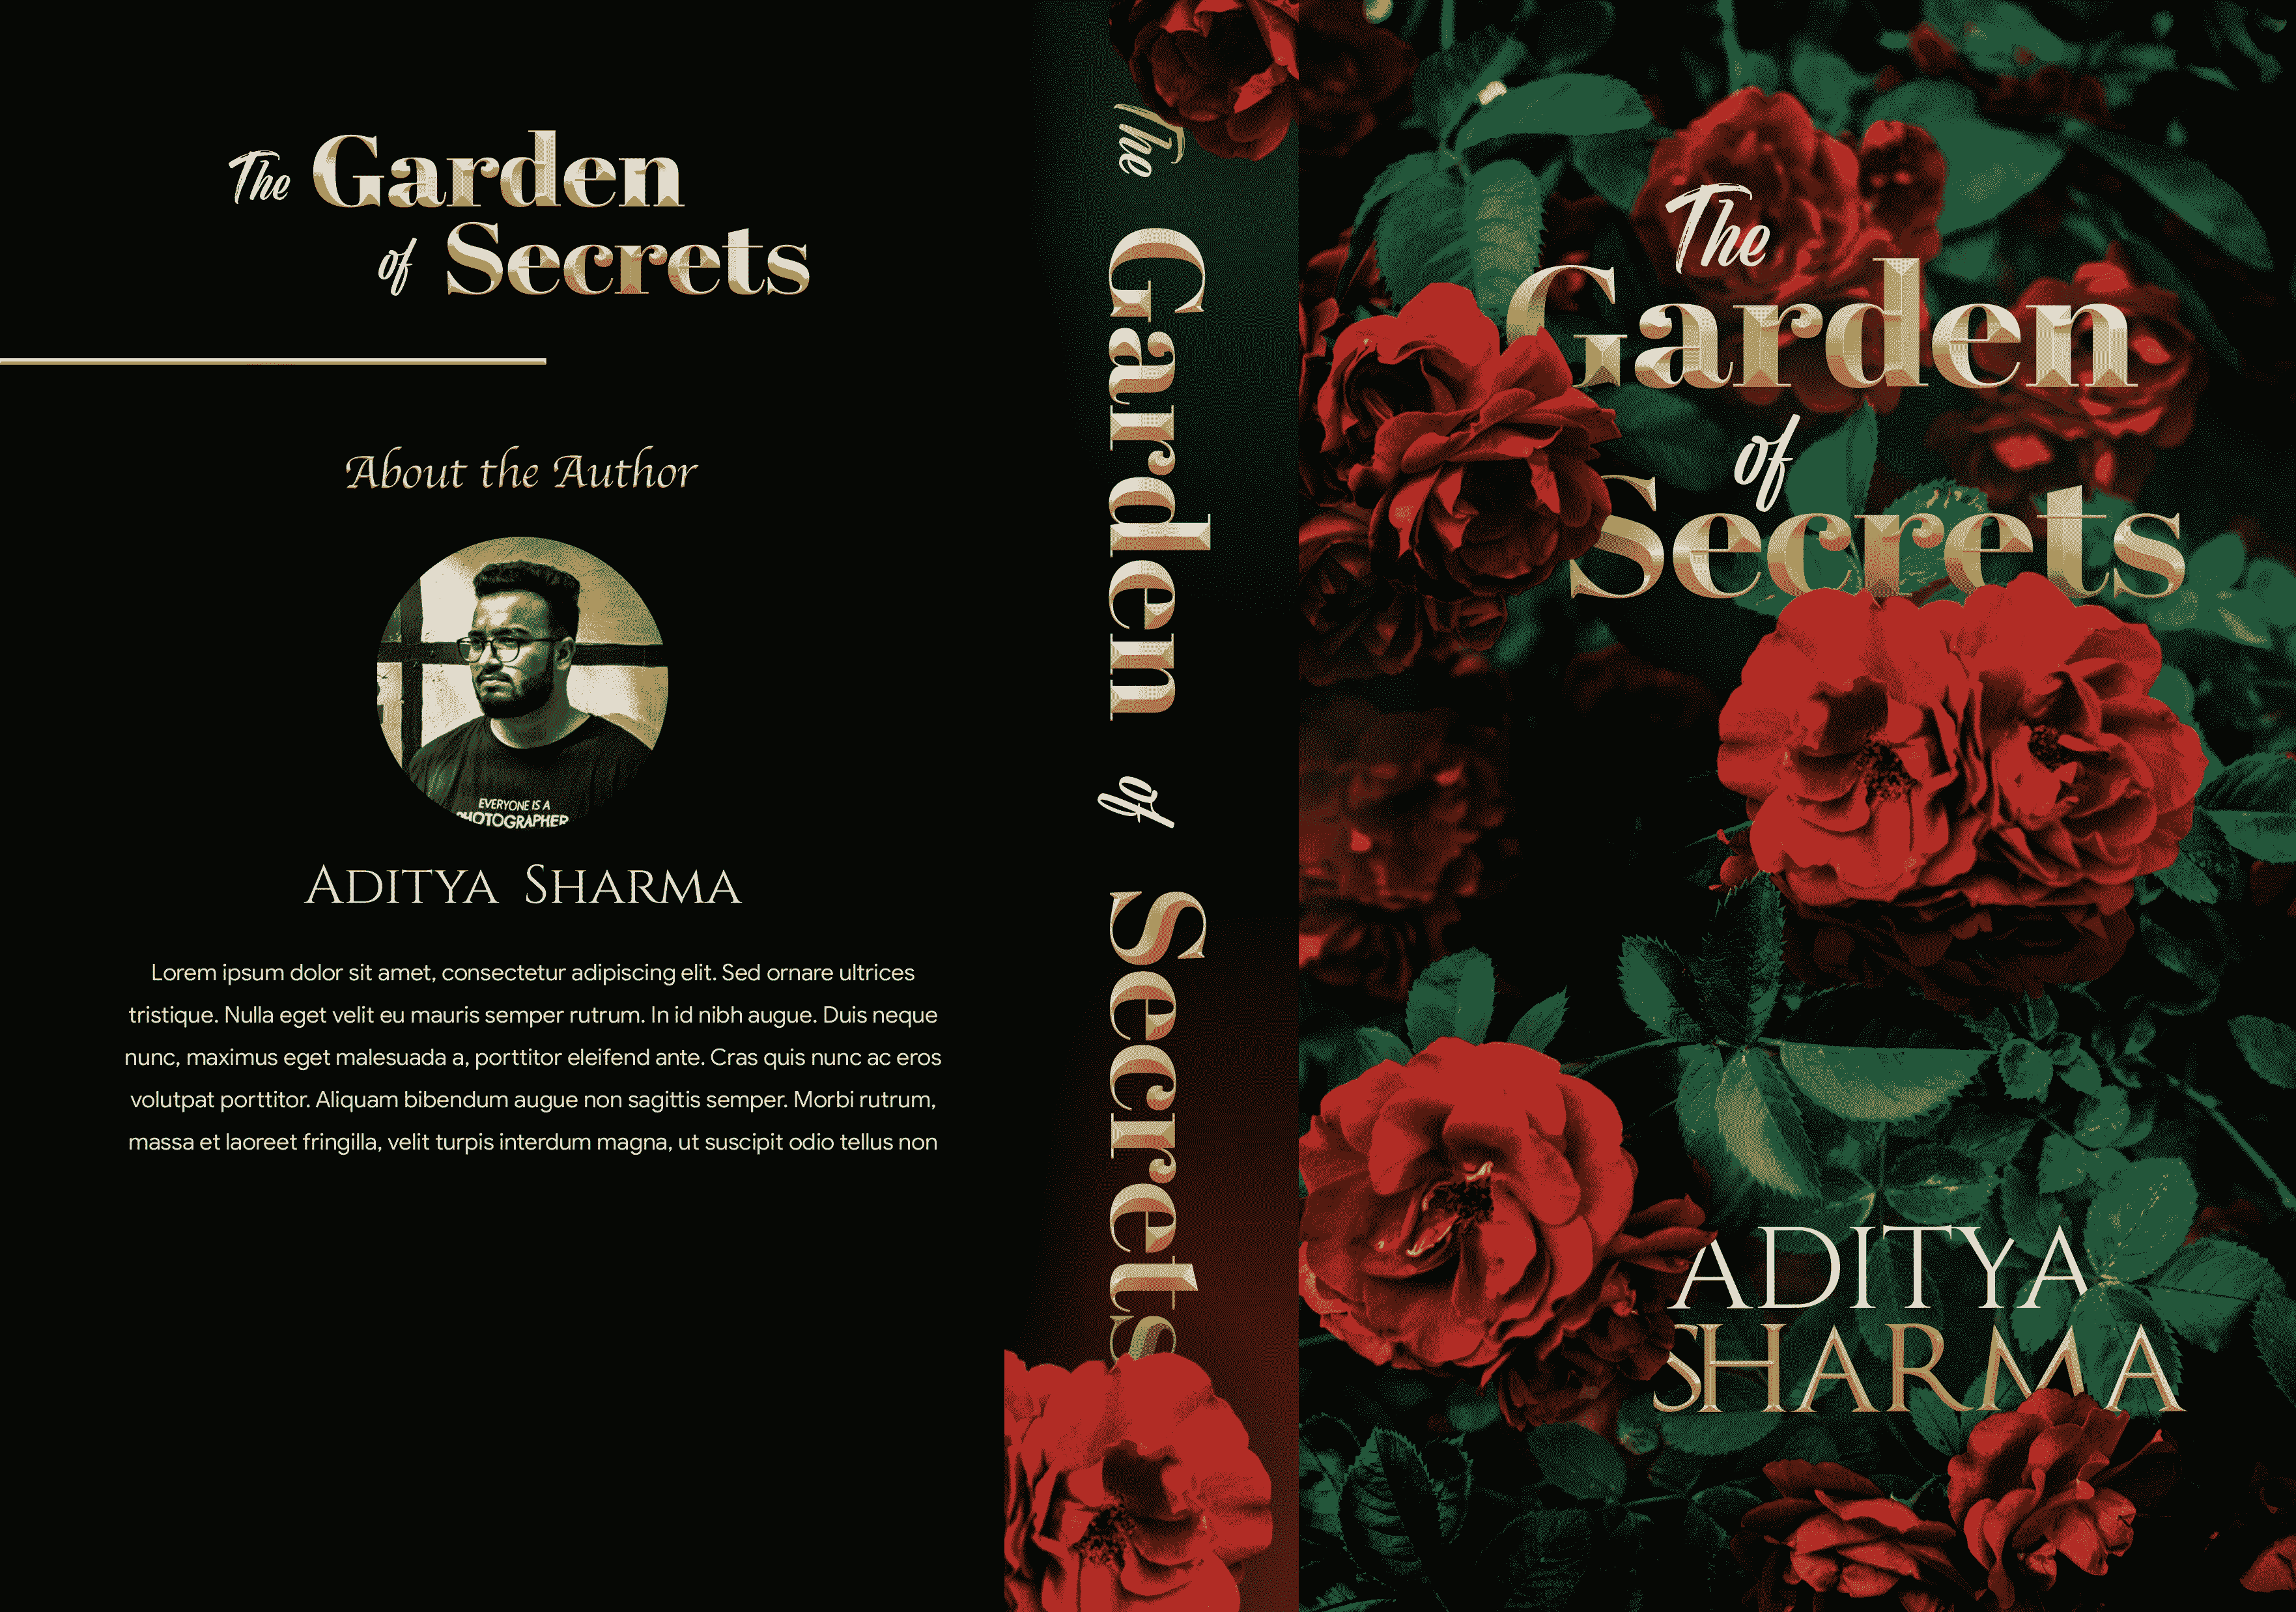 The Garden
of Secrets
About the Author
EVERYONE IS A
PHOTOGRAPHER
ADITYA SHARMA
Lorem ipsum dolor sit amet, consectetur adipiscing elit. Sed ornare ultrices
tristique. Nulla eget velit eu mauris semper rutrum. In id nibh augue. Duis neque
nunc, maximus eget malesuada a, porttitor eleifend ante. Cras quis nunc ac eros
volutpat porttitor. Aliquam bibendum augue non sagittis semper. Morbi rutrum,
massa et laoreet fringilla, velit turpis interdum magna, ut suscipit odio tellus non
The Garden of Secrets
The
Garden
of
Secrets
ADITYA
SHARMA